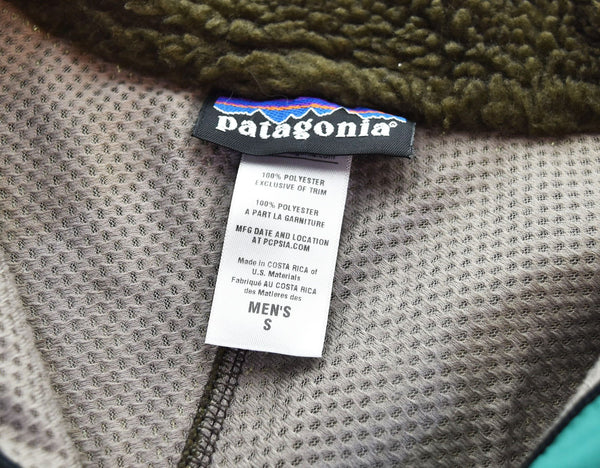 patagonia®
100% POLYESTER
EXCLUSIVE OF TRIM
100% POLYESTER
A PART LA GARNITURE
MFG DATE AND LOCATION
AT PCPSIA.COM
Made in COSTA RICA of
U.S. Materials
Fabriqué AU COSTA RICA
des Matieres des
MEN'S
S